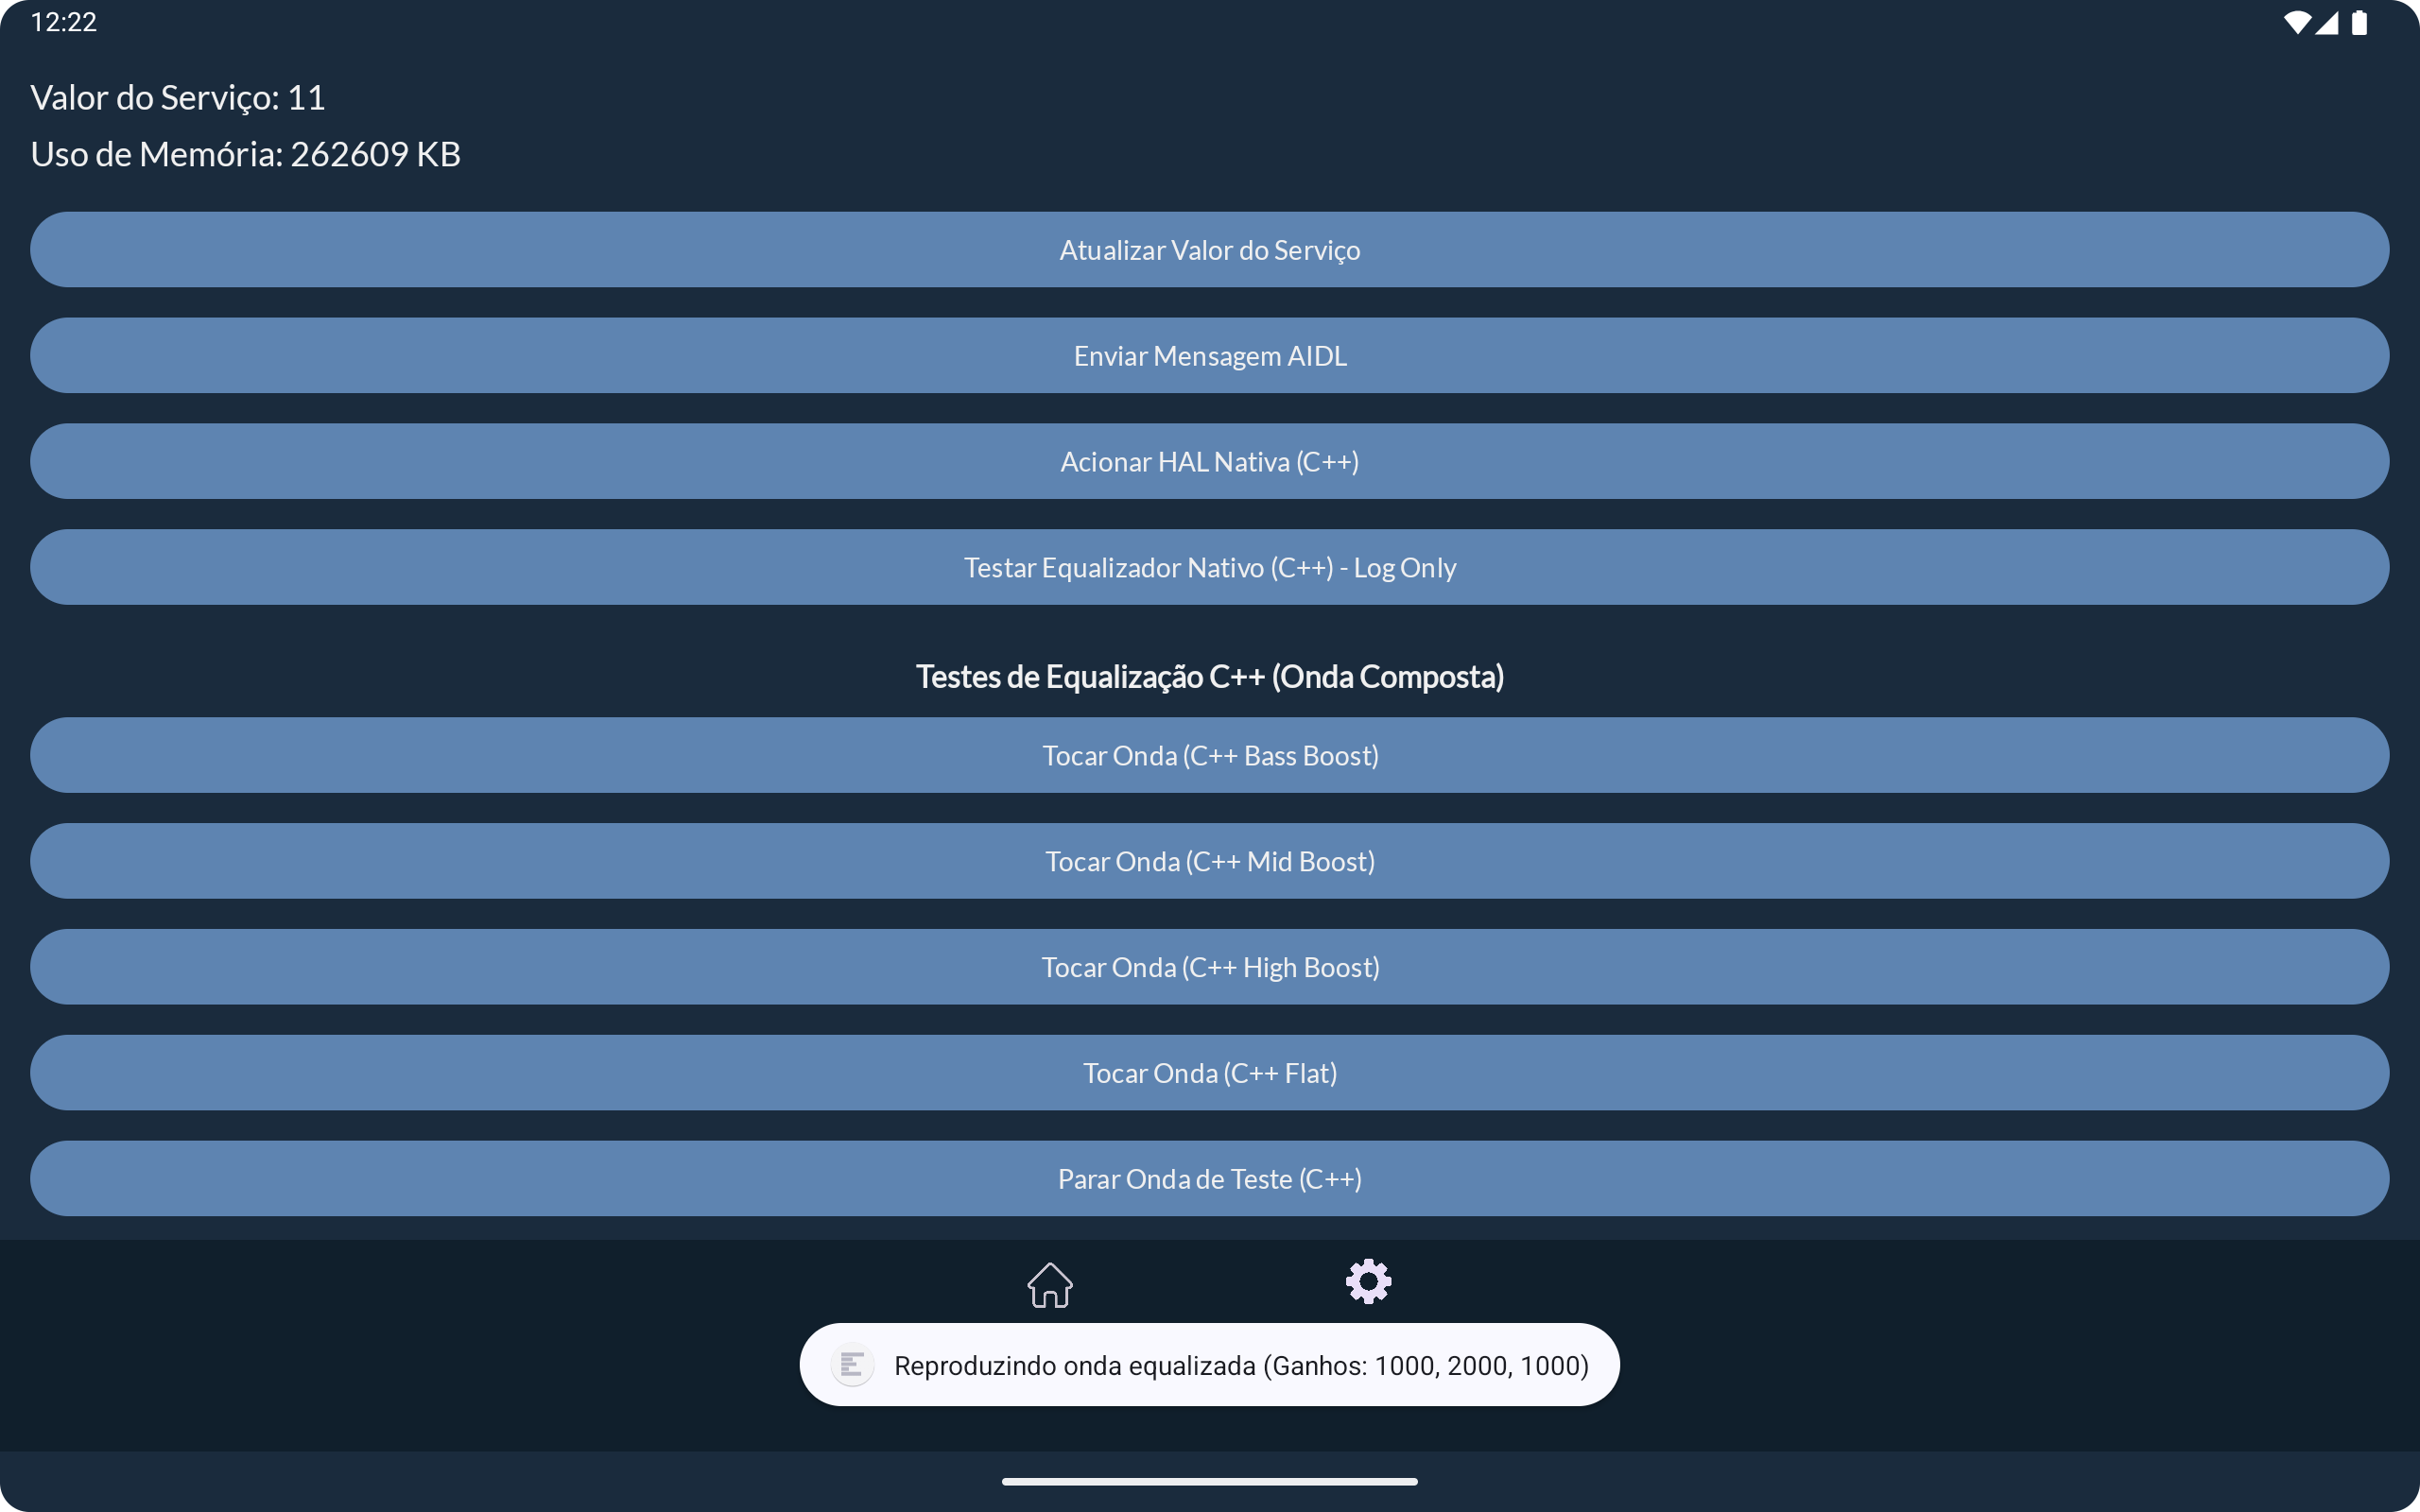 12:22
Valor do Serviço: 11
Uso de Memória: 262609 KB
Atualizar Valor do Serviço
Enviar Mensagem AIDL
Acionar HAL Nativa (C++)
Testar Equalizador Nativo (C++) - Log Only
Testes de Equalização C++ (Onda Composta)
Tocar Onda (C++ Bass Boost)
Tocar Onda (C++ Mid Boost)
Tocar Onda (C++ High Boost)
Tocar Onda (C++ Flat)
Parar Onda de Teste (C++)
Reproduzindo onda equalizada (Ganhos: 1000, 2000, 1000)